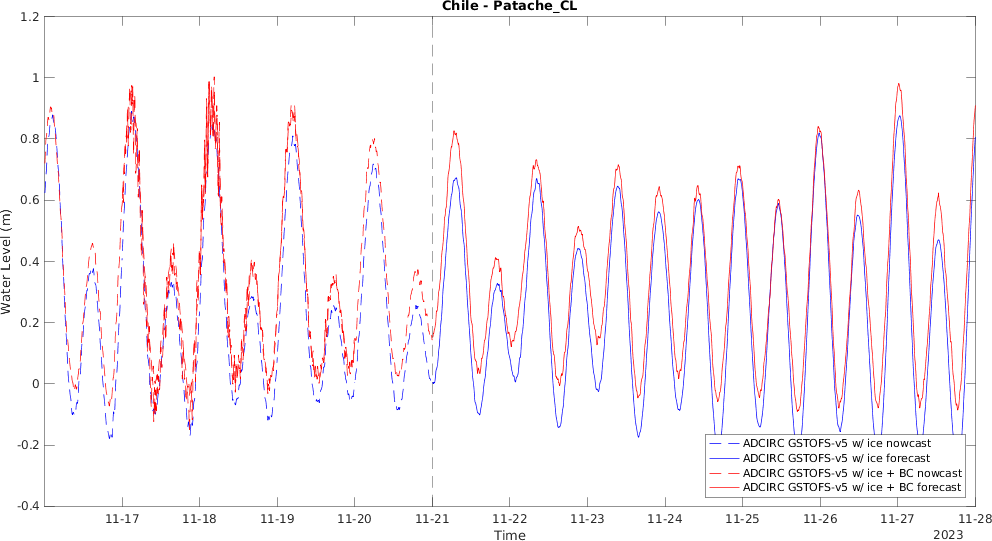 Chile - Patache_CL
1.2
1
0.8
0.6
0.4
0.2
0
-0.2
-0.4
Water Level (m)
ADCIRC GSTOFS-v5 w/ ice nowcast
ADCIRC GSTOFS-v5 w/ ice forecast
ADCIRC GSTOFS-v5 w/ ice + BC nowcast
ADCIRC GSTOFS-v5 w/ ice + BC forecast
11-17 11-18 11-19 11-20 11-21 11-22 11-23 11-24 11-25 11-26 11-27 11-28
Time
2023